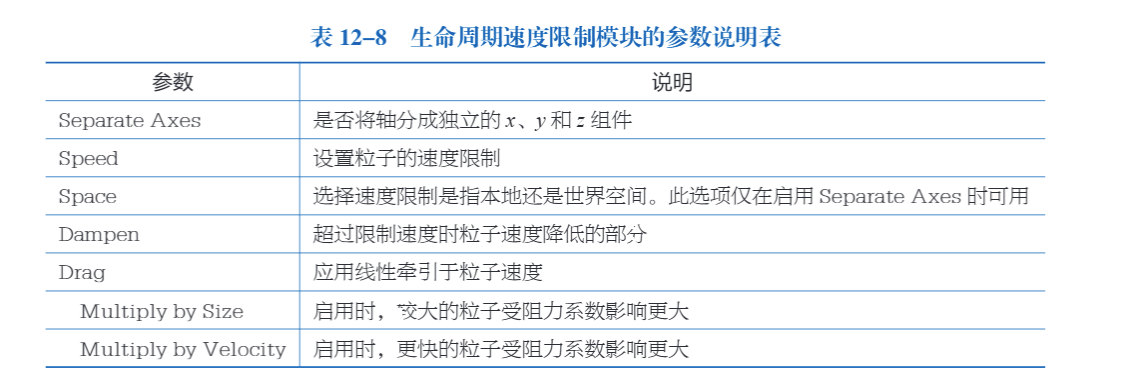 表 12–8 生命周期速度限制模块的参数说明表
参数 说明
Separate Axes 是否将轴分成独立的 x、y 和 z 组件
Speed 设置粒子的速度限制
Space 选择速度限制是指本地还是世界空间。此选项仅在启用 Separate Axes 时可用
Dampen 超过限制速度时粒子速度降低的部分
Drag 应用线性牵引于粒子速度
Multiply by Size 启用时，较大的粒子受阻力系数影响更大
Multiply by Velocity 启用时，更快的粒子受阻力系数影响更大